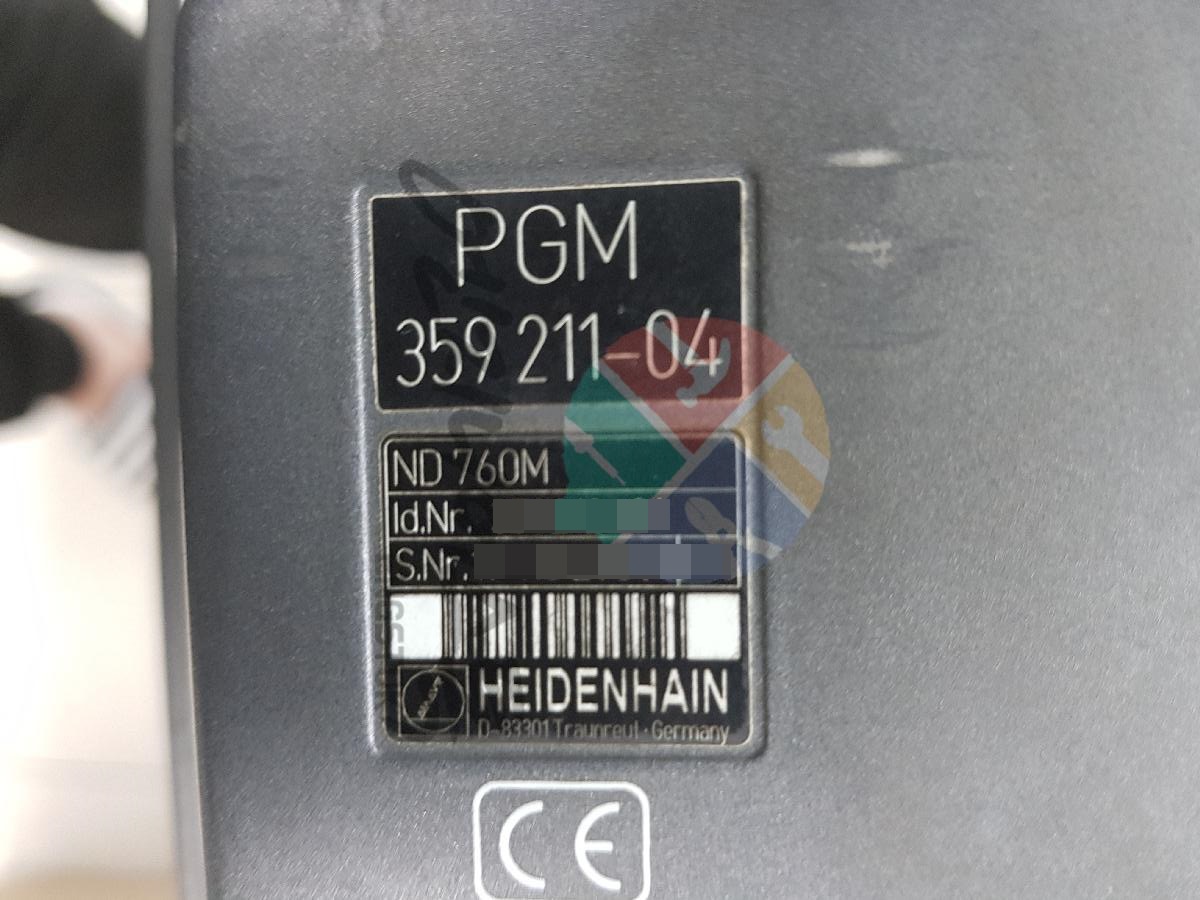 PGM
359 211-04
ND 760M
Id.Nr.
S.Nr.
HEIDENHAIN
D-83301 Traunreut · Germany
CE